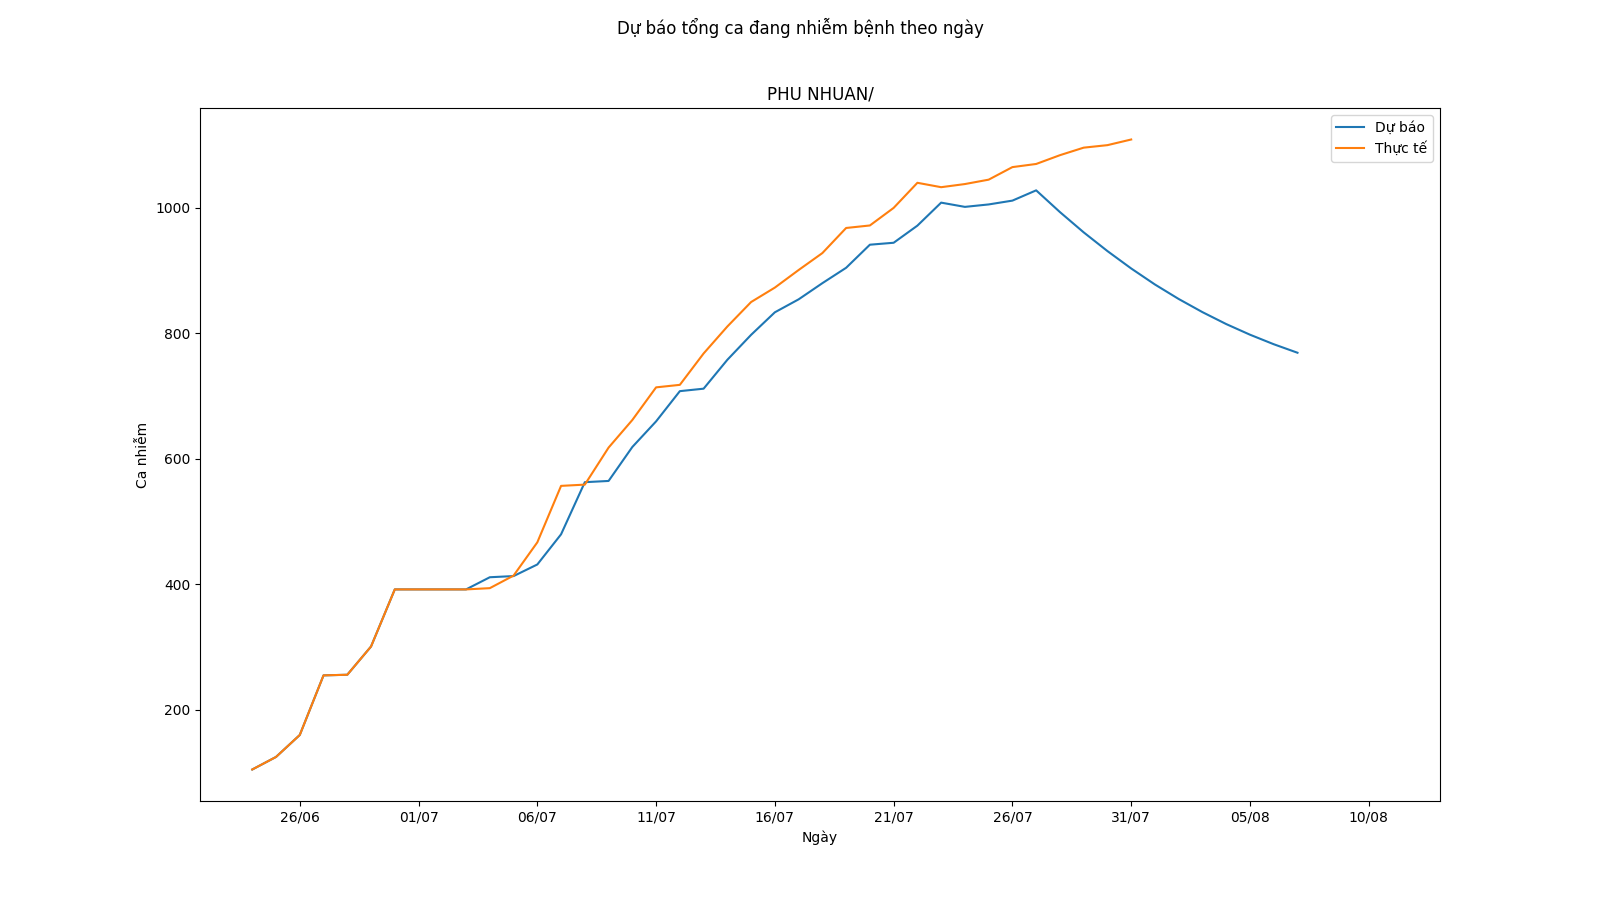 Dự báo tổng ca đang nhiễm bệnh theo ngày
PHU NHUAN/
Dự báo
Thực tế
1000
800
600
400
200
Ca nhiễm
26/06 01/07 06/07 11/07 16/07 21/07 26/07 31/07 05/08 10/08
Ngày